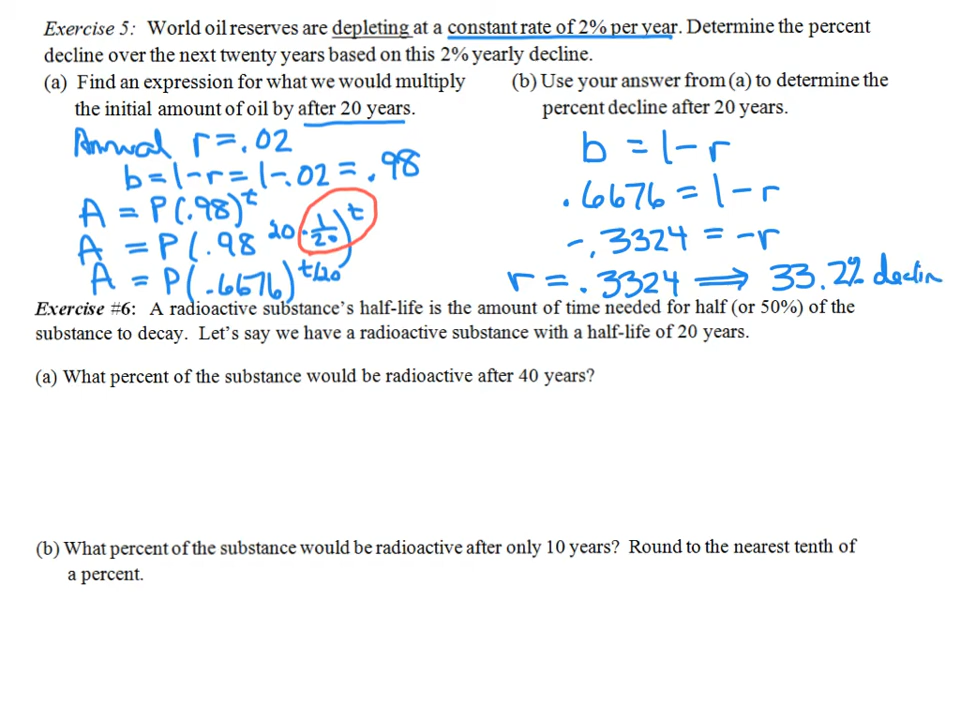 Exercise 5: World oil reserves are depleting at a constant rate of 2% per year. Determine the percent
decline over the next twenty years based on this 2% yearly decline.
(a) Find an expression for what we would multiply
the initial amount of oil by after 20 years.
Annual r = .02
b = 1 - r = 1 - .02 = .98
A = P(.98)^t
A = P(.98^20·1/20)^t
A = P(.6676)^t/20
(b) Use your answer from (a) to determine the
percent decline after 20 years.
b = 1 - r
.6676 = 1 - r
-.3324 = -r
r = .3324 ⟹ 33.2% declin
Exercise #6: A radioactive substance’s half-life is the amount of time needed for half (or 50%) of the
substance to decay. Let’s say we have a radioactive substance with a half-life of 20 years.
(a) What percent of the substance would be radioactive after 40 years?
(b) What percent of the substance would be radioactive after only 10 years? Round to the nearest tenth of
a percent.